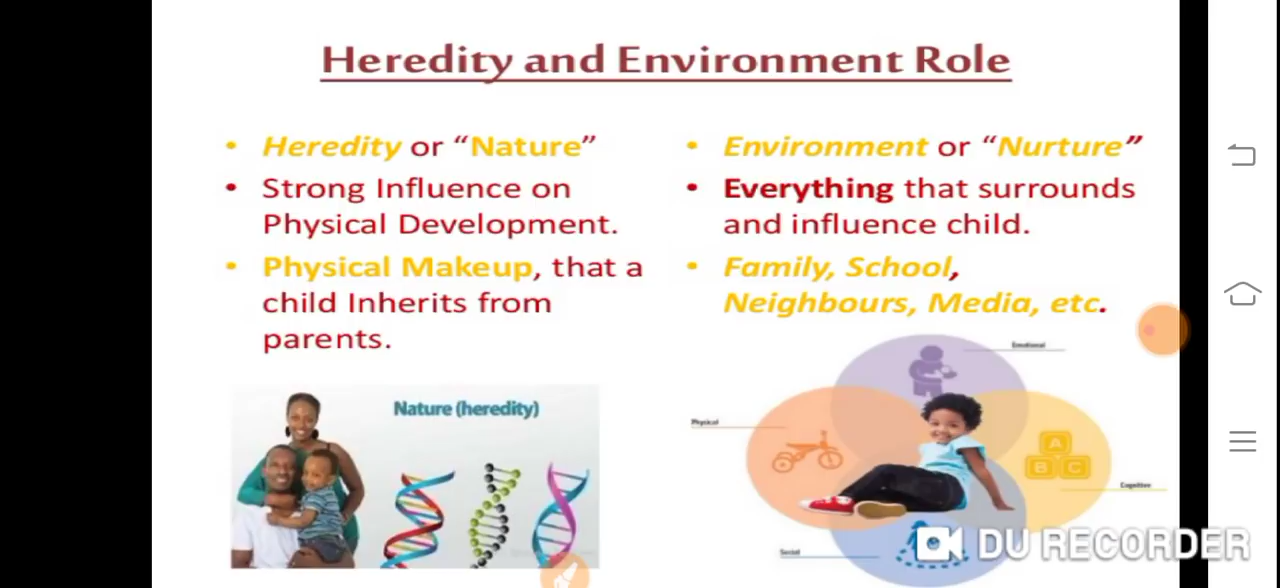 Heredity and Environment Role
• Heredity or “Nature”
• Strong Influence on
Physical Development.
• Physical Makeup, that a
child Inherits from
parents.
Nature (heredity)
• Environment or “Nurture”
• Everything that surrounds
and influence child.
• Family, School,
Neighbours, Media, etc.
Emotional
Physical
A
B C
Cognitive
Social
DU RECORDER